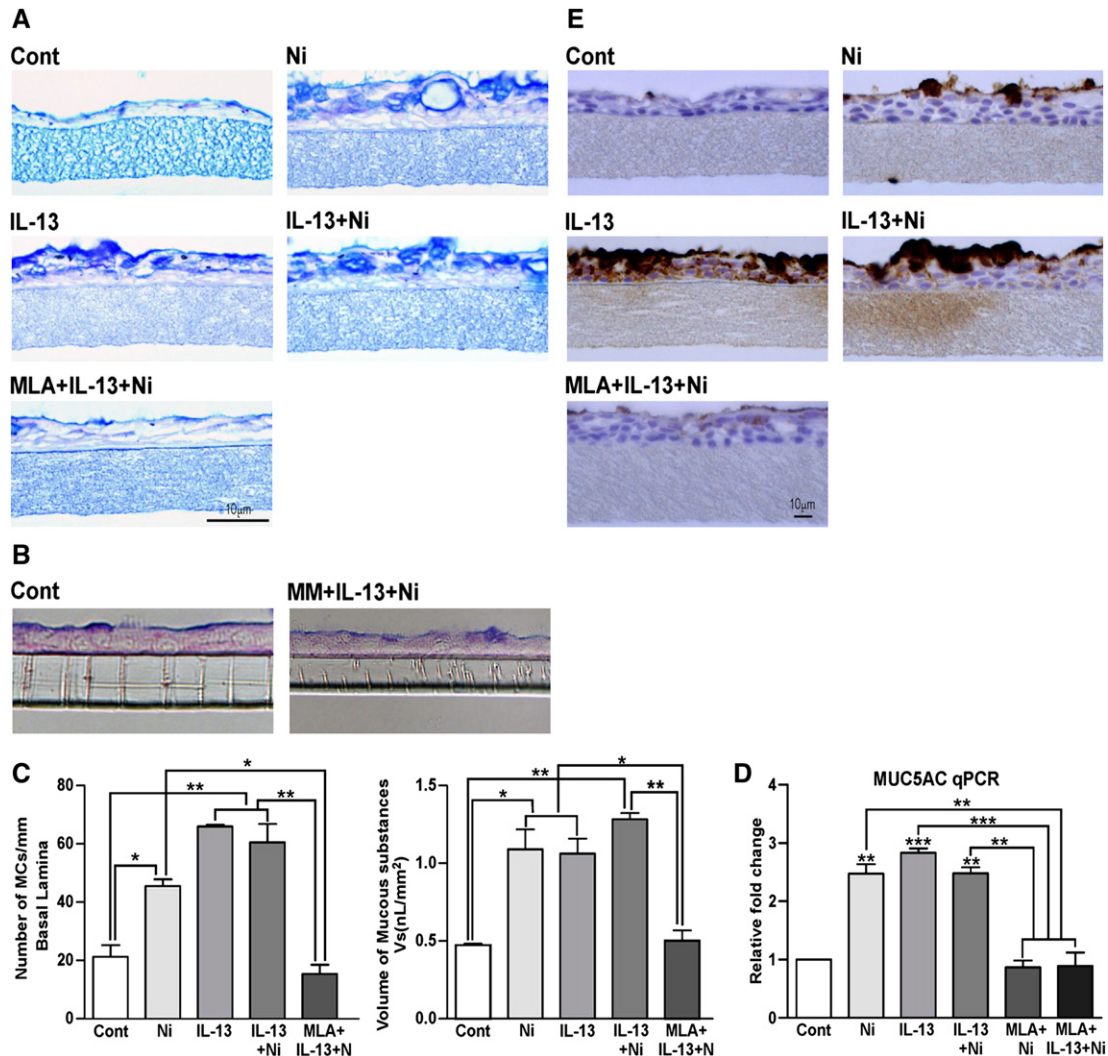 A
Cont
Ni
IL-13
IL-13+Ni
MLA+IL-13+Ni
10μm
B
Cont
MM+IL-13+Ni
C
Number of MCs/mm
Basal Lamina
80
60
40
20
0
*
**
*
**
Cont
Ni
IL-13
IL-13
+Ni
MLA+
IL-13+N
Volume of Mucous substances
Vs(nL/mm²)
1.5
1.0
0.5
0.0
**
*
*
**
Cont
Ni
IL-13
IL-13
+Ni
MLA+
IL-13+N
D
MUC5AC qPCR
Relative fold change
4
3
2
1
0
**
***
**
**
***
**
Cont
Ni
IL-13
IL-13
+Ni
MLA+
Ni
MLA+
IL-13+Ni
E
Cont
Ni
IL-13
IL-13+Ni
MLA+IL-13+Ni
10μm